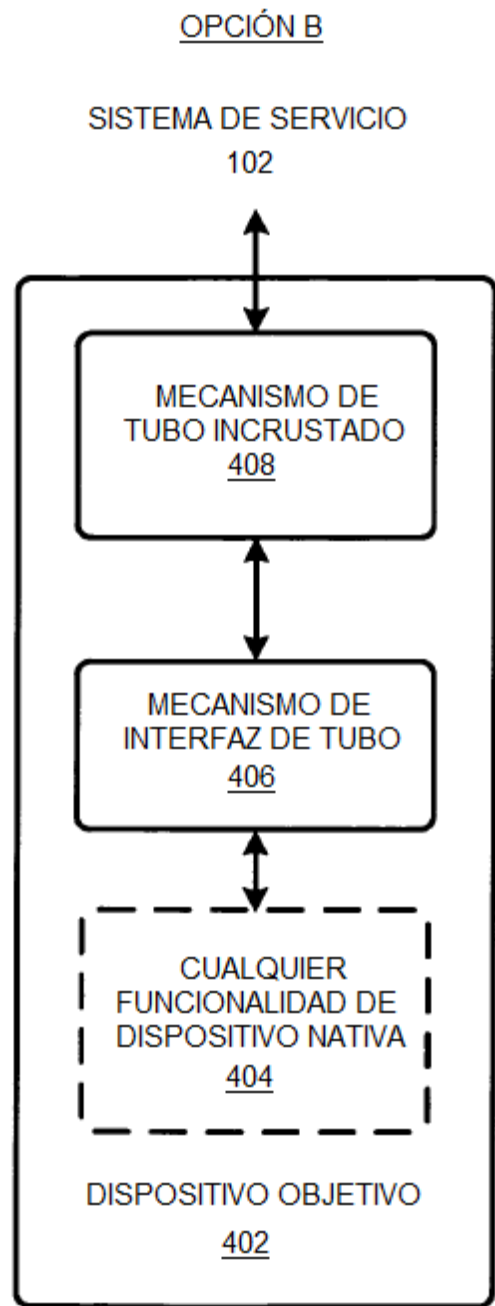 OPCIÓN B
SISTEMA DE SERVICIO
102
MECANISMO DE
TUBO INCRUSTADO
408
MECANISMO DE
INTERFAZ DE TUBO
406
CUALQUIER
FUNCIONALIDAD DE
DISPOSITIVO NATIVA
404
DISPOSITIVO OBJETIVO
402